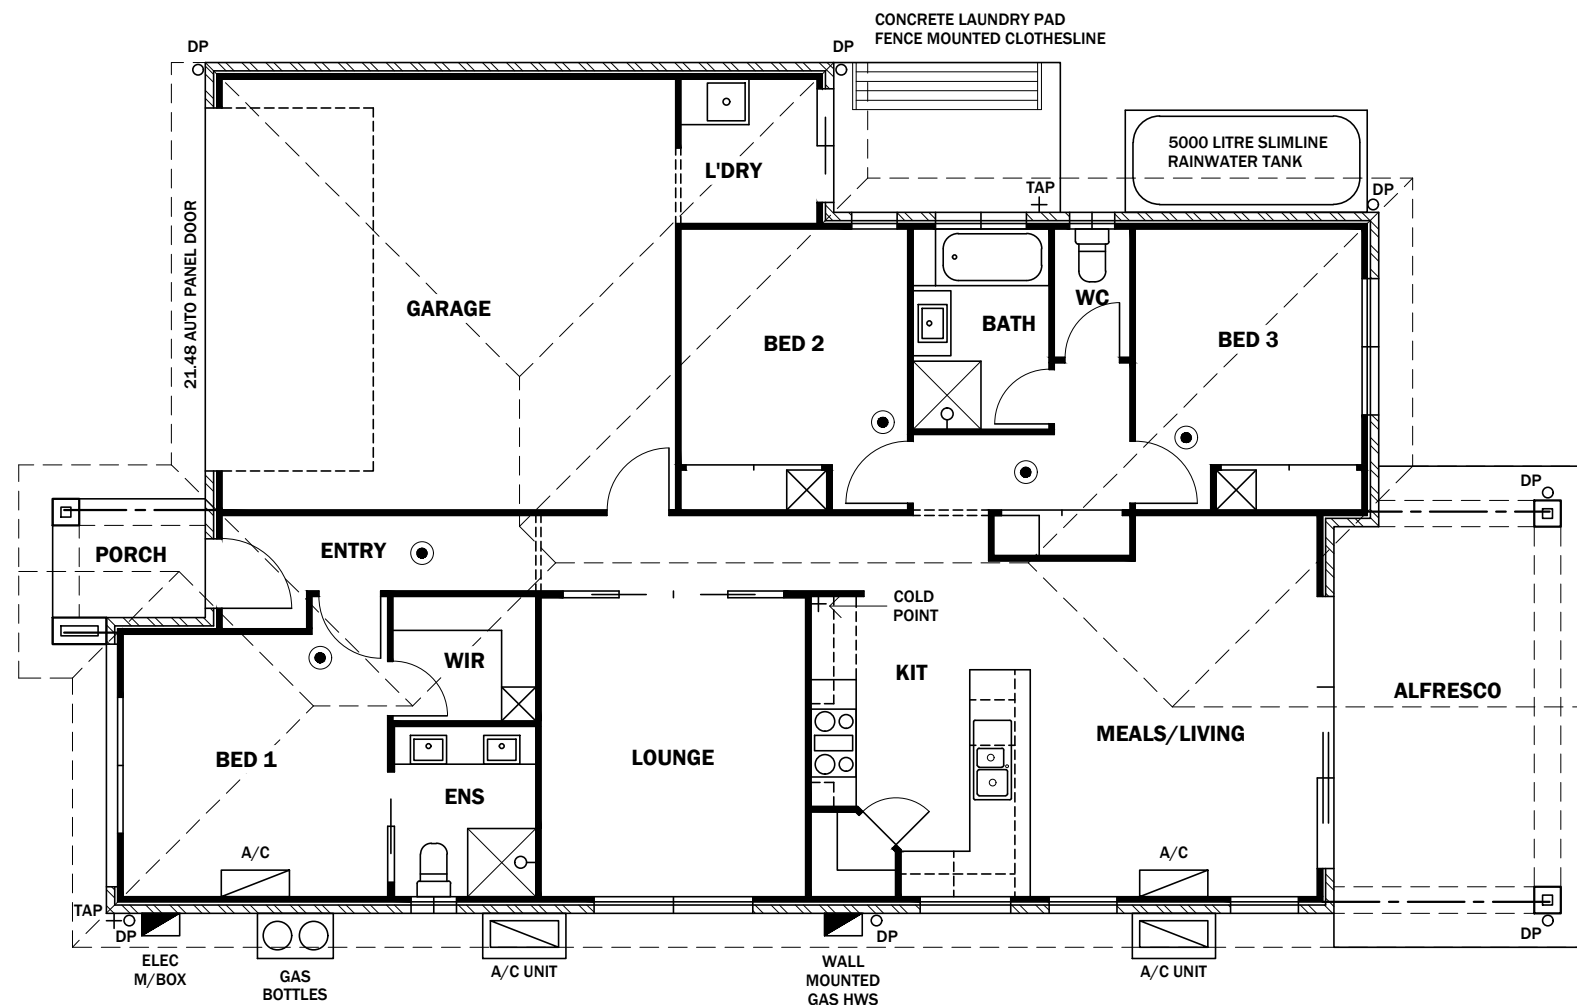 CONCRETE LAUNDRY PAD
FENCE MOUNTED CLOTHESLINE
DP
DP
5000 LITRE SLIMLINE
RAINWATER TANK
L'DRY
TAP
DP
21.48 AUTO PANEL DOOR
GARAGE
BED 2
BATH
WC
BED 3
DP
PORCH
ENTRY
COLD
POINT
WIR
KIT
ALFRESCO
BED 1
LOUNGE
MEALS/LIVING
ENS
A/C
A/C
TAP
DP
DP
DP
ELEC
M/BOX
GAS
BOTTLES
A/C UNIT
WALL
MOUNTED
GAS HWS
A/C UNIT